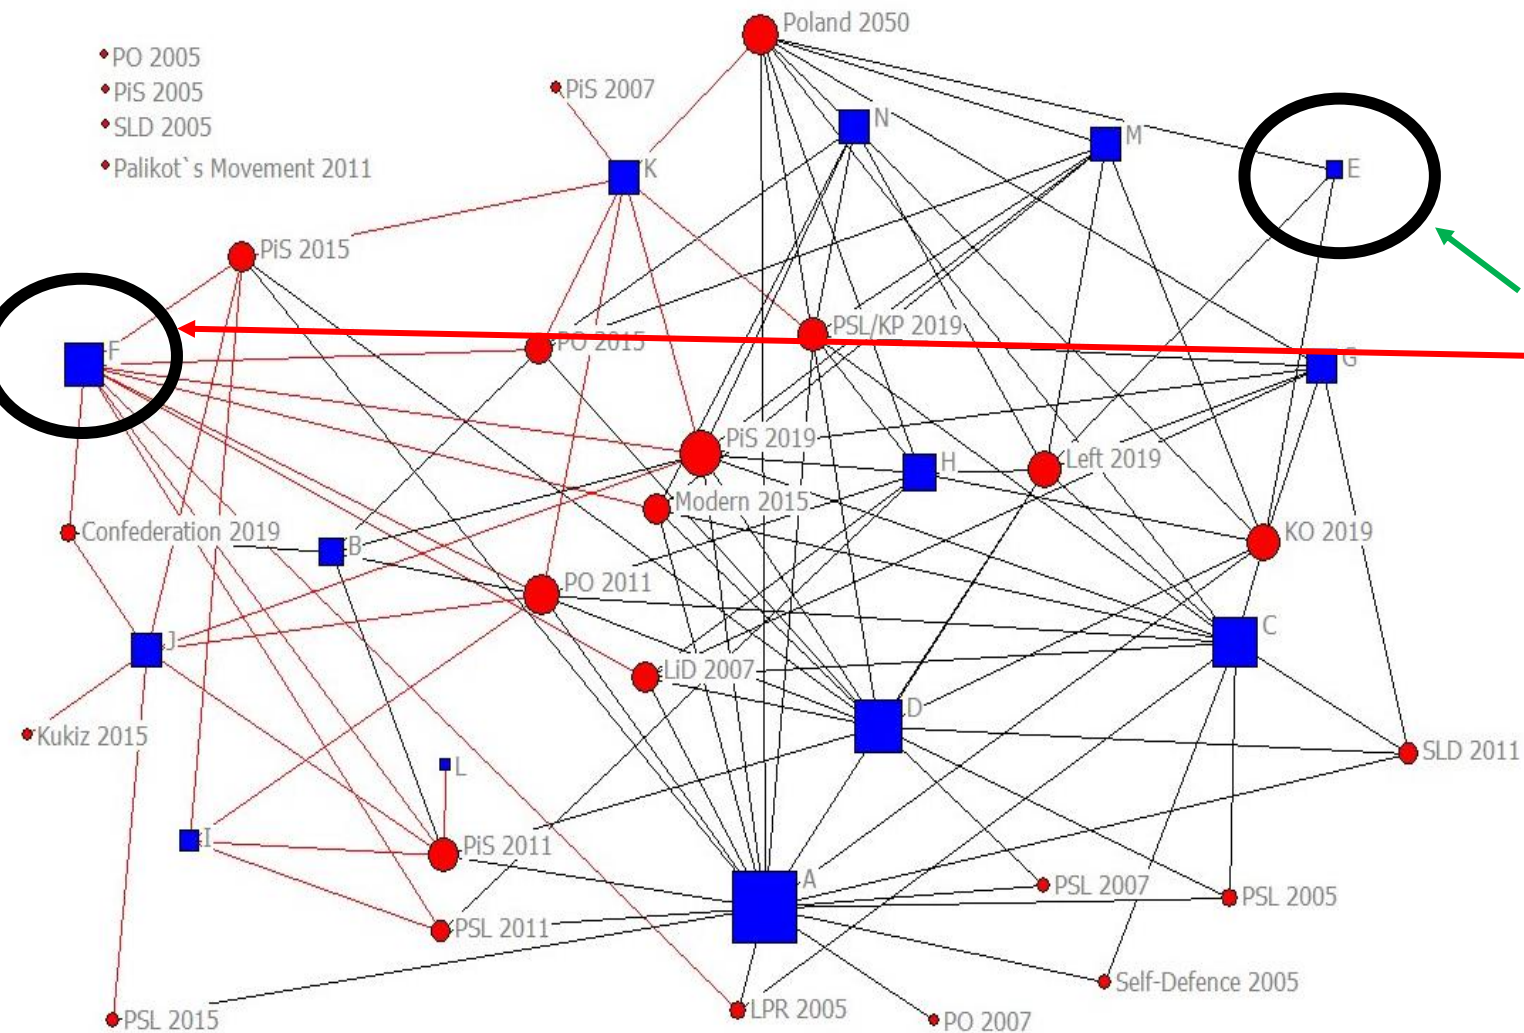 Poland 2050
PO 2005
PiS 2005
SLD 2005
Palikot`s Movement 2011
PiS 2007
N
M
E
K
PiS 2015
F
PO 2015
PSL/KP 2019
G
PiS 2019
H
Left 2019
Modern 2015
Confederation 2019
B
KO 2019
PO 2011
C
J
LiD 2007
D
Kukiz 2015
SLD 2011
L
I
PiS 2011
A
PSL 2007
PSL 2005
PSL 2011
Self-Defence 2005
LPR 2005
PSL 2015
PO 2007